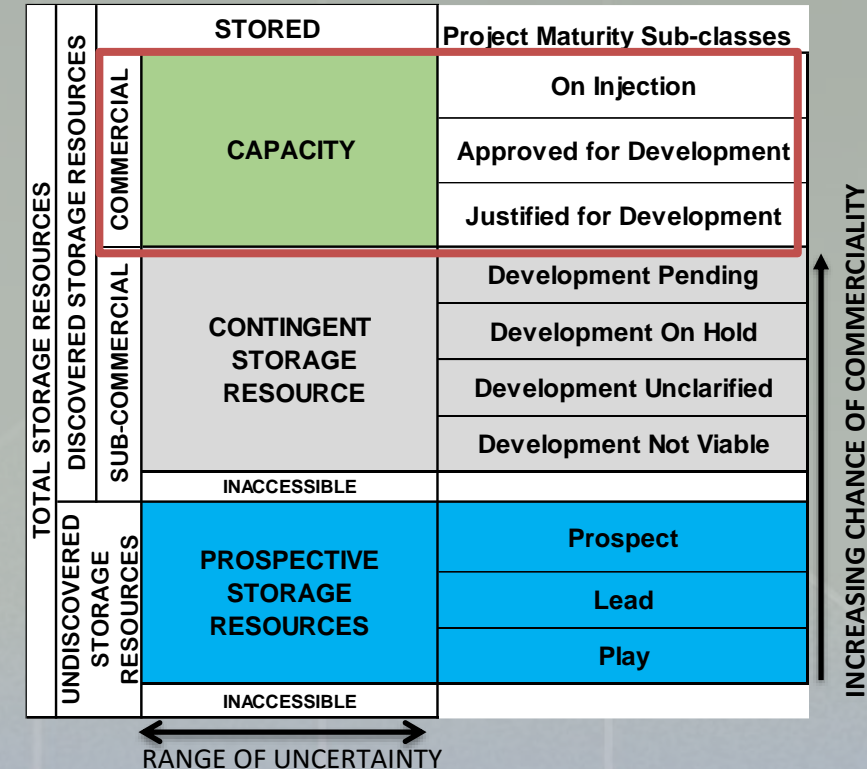 STORED
Project Maturity Sub-classes
TOTAL STORAGE RESOURCES
DISCOVERED STORAGE RESOURCES
COMMERCIAL
CAPACITY
On Injection
Approved for Development
Justified for Development
SUB-COMMERCIAL
CONTINGENT
STORAGE
RESOURCE
Development Pending
Development On Hold
Development Unclarified
Development Not Viable
INACCESSIBLE
UNDISCOVERED
STORAGE
RESOURCES
PROSPECTIVE
STORAGE
RESOURCES
Prospect
Lead
Play
INACCESSIBLE
RANGE OF UNCERTAINTY
INCREASING CHANCE OF COMMERCIALITY